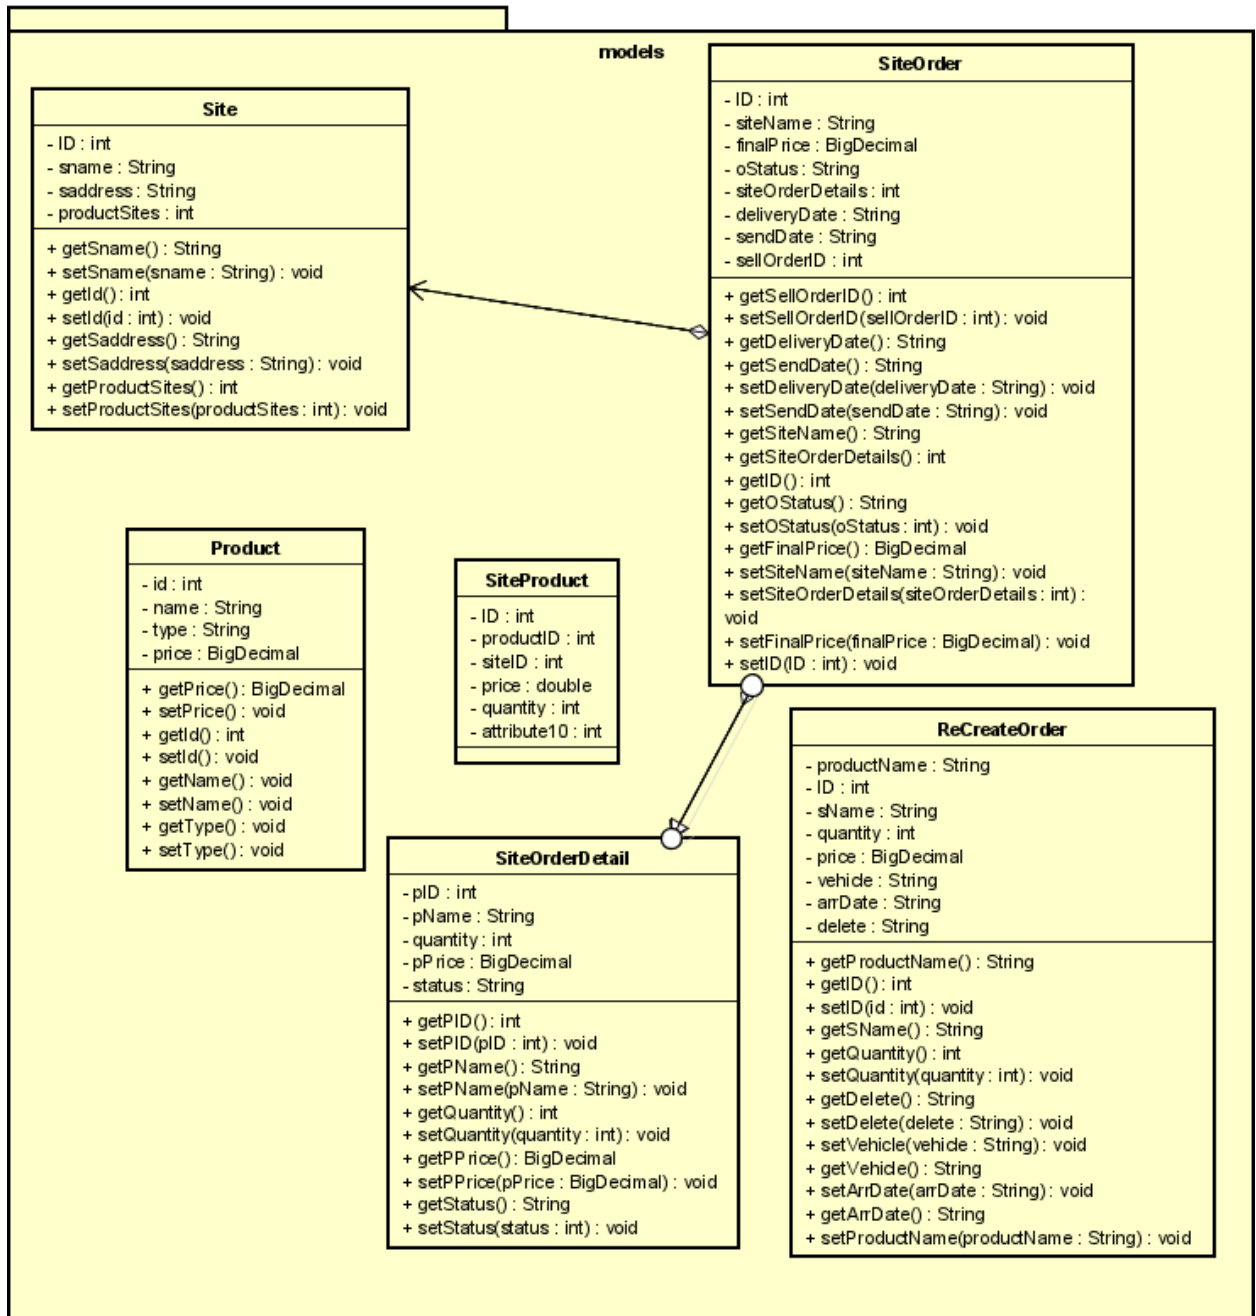 models
Site
- ID : int
- sname : String
- saddress : String
- productSites : int
+ getSname() : String
+ setSname(sname : String) : void
+ getId() : int
+ setId(id : int) : void
+ getSaddress() : String
+ setSaddress(saddress : String) : void
+ getProductSites() : int
+ setProductSites(productSites : int) : void
SiteOrder
- ID : int
- siteName : String
- finalPrice : BigDecimal
- oStatus : String
- siteOrderDetails : int
- deliveryDate : String
- sendDate : String
- sellOrderID : int
+ getSellOrderID() : int
+ setSellOrderID(sellOrderID : int) : void
+ getDeliveryDate() : String
+ getSendDate() : String
+ setDeliveryDate(deliveryDate : String) : void
+ setSendDate(sendDate : String) : void
+ getSiteName() : String
+ getSiteOrderDetails() : int
+ getID() : int
+ getOStatus() : String
+ setOStatus(oStatus : int) : void
+ getFinalPrice() : BigDecimal
+ setSiteName(siteName : String) : void
+ setSiteOrderDetails(siteOrderDetails : int) :
void
+ setFinalPrice(finalPrice : BigDecimal) : void
+ setID(ID : int) : void
Product
- id : int
- name : String
- type : String
- price : BigDecimal
+ getPrice() : BigDecimal
+ setPrice() : void
+ getId() : int
+ setId() : void
+ getName() : void
+ setName() : void
+ getType() : void
+ setType() : void
SiteProduct
- ID : int
- productID : int
- siteID : int
- price : double
- quantity : int
- attribute10 : int
SiteOrderDetail
- pID : int
- pName : String
- quantity : int
- pPrice : BigDecimal
- status : String
+ getPID() : int
+ setPID(pID : int) : void
+ getPName() : String
+ setPName(pName : String) : void
+ getQuantity() : int
+ setQuantity(quantity : int) : void
+ getPPrice() : BigDecimal
+ setPPrice(pPrice : BigDecimal) : void
+ getStatus() : String
+ setStatus(status : int) : void
ReCreateOrder
- productName : String
- ID : int
- sName : String
- quantity : int
- price : BigDecimal
- vehicle : String
- arrDate : String
- delete : String
+ getProductName() : String
+ getID() : int
+ setID(id : int) : void
+ getSName() : String
+ getQuantity() : int
+ setQuantity(quantity : int) : void
+ getDelete() : String
+ setDelete(delete : String) : void
+ setVehicle(vehicle : String) : void
+ getVehicle() : String
+ setArrDate(arrDate : String) : void
+ getArrDate() : String
+ setProductName(productName : String) : void